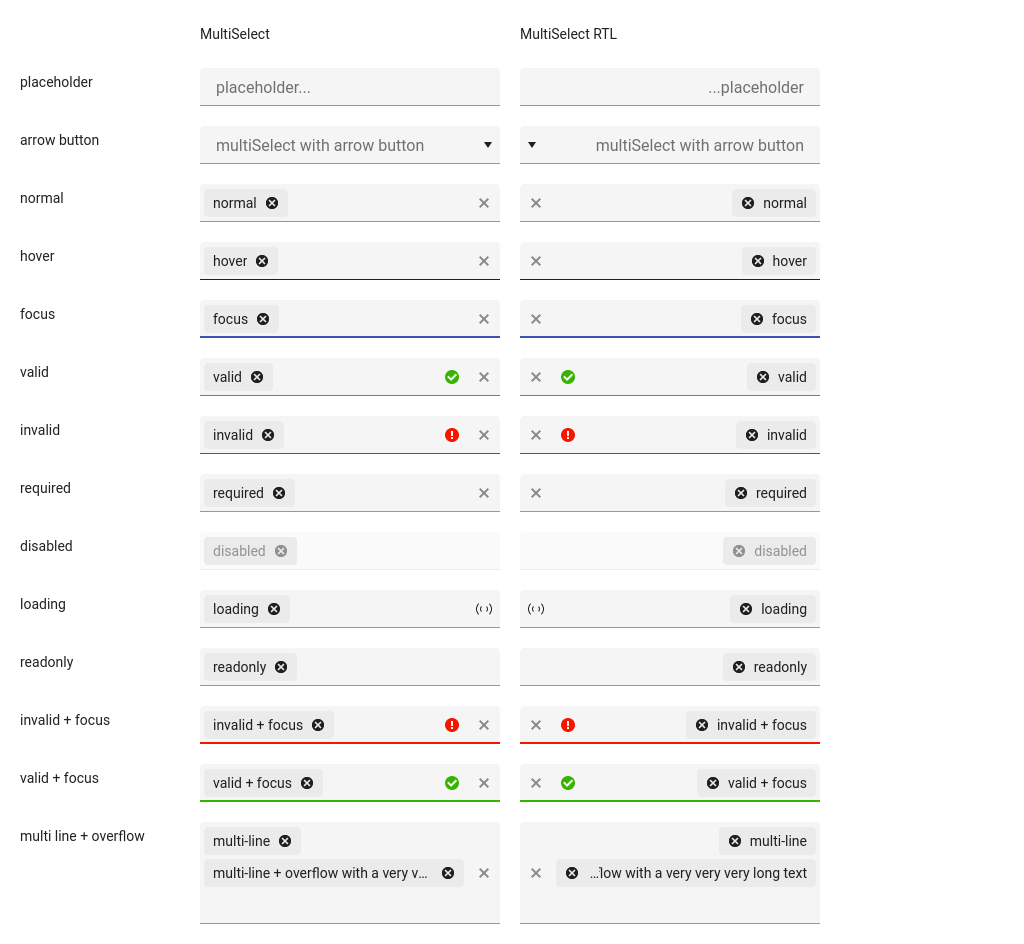 MultiSelect MultiSelect RTL
placeholder placeholder... ...placeholder
arrow button multiSelect with arrow button multiSelect with arrow button
normal normal normal
hover hover hover
focus focus focus
valid valid valid
invalid invalid invalid
required required required
disabled disabled disabled
loading loading loading
readonly readonly readonly
invalid + focus invalid + focus invalid + focus
valid + focus valid + focus valid + focus
multi line + overflow multi-line multi-line
multi-line + overflow with a very v... ...low with a very very very long text